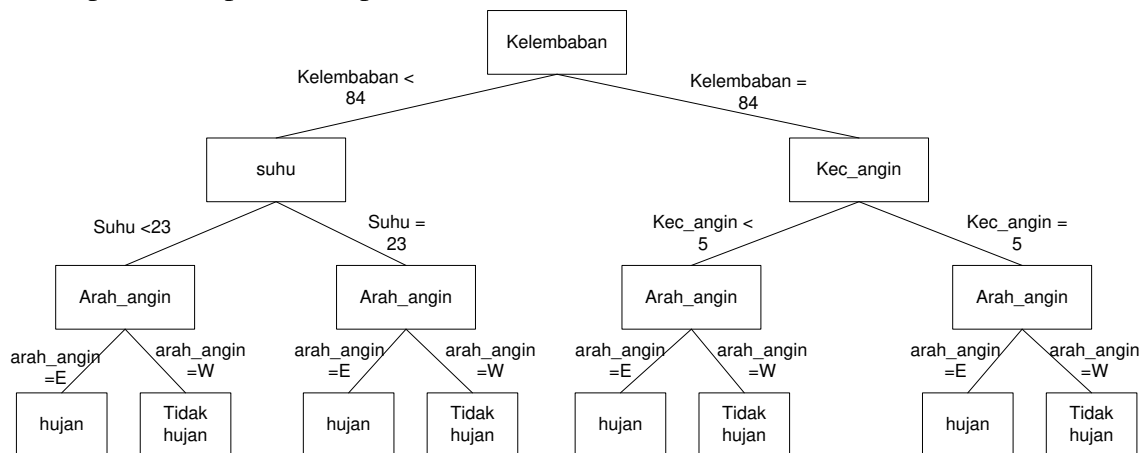 Kelembaban
Kelembaban <
84
Kelembaban =
84
suhu
Kec_angin
Suhu <23
Suhu =
23
Kec_angin <
5
Kec_angin =
5
Arah_angin
Arah_angin
Arah_angin
Arah_angin
arah_angin
=E
arah_angin
=W
arah_angin
=E
arah_angin
=W
arah_angin
=E
arah_angin
=W
arah_angin
=E
arah_angin
=W
hujan
Tidak
hujan
hujan
Tidak
hujan
hujan
Tidak
hujan
hujan
Tidak
hujan